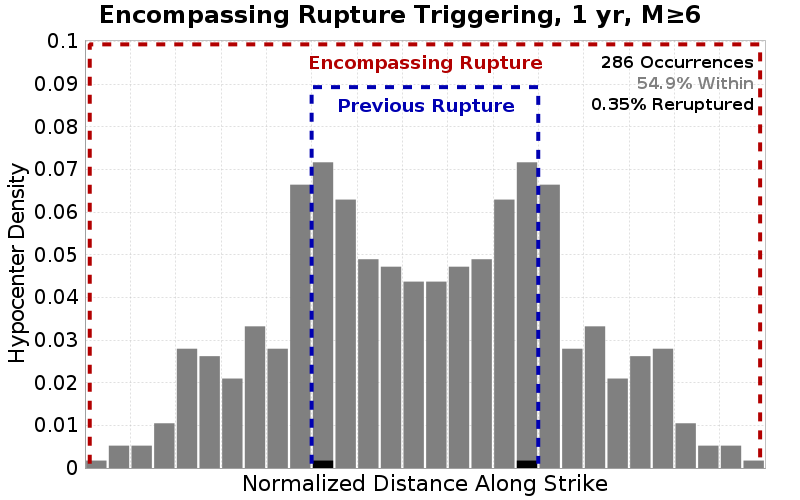 Encompassing Rupture Triggering, 1 yr, M≥6
0.1
0.09
0.08
0.07
0.06
0.05
0.04
0.03
0.02
0.01
0
Hypocenter Density
Encompassing Rupture
Previous Rupture
286 Occurrences
54.9% Within
0.35% Reruptured
Normalized Distance Along Strike